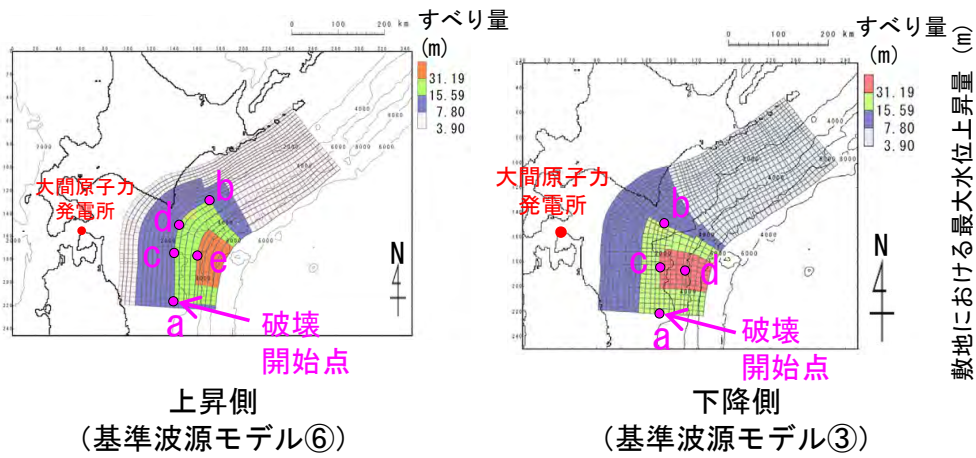 0 100 200 km
すべり量
(m)
31.19
15.59
7.80
3.90
大間原子力
発電所
b
d
c
e
a
N
破壊
開始点
上昇側
(基準波源モデル⑥)
0 100 200 km
すべり量
(m)
31.19
15.59
7.80
3.90
大間原子力
発電所
b
c
d
a
N
破壊
開始点
下降側
(基準波源モデル③)
敷地における最大水位上昇量 (m)